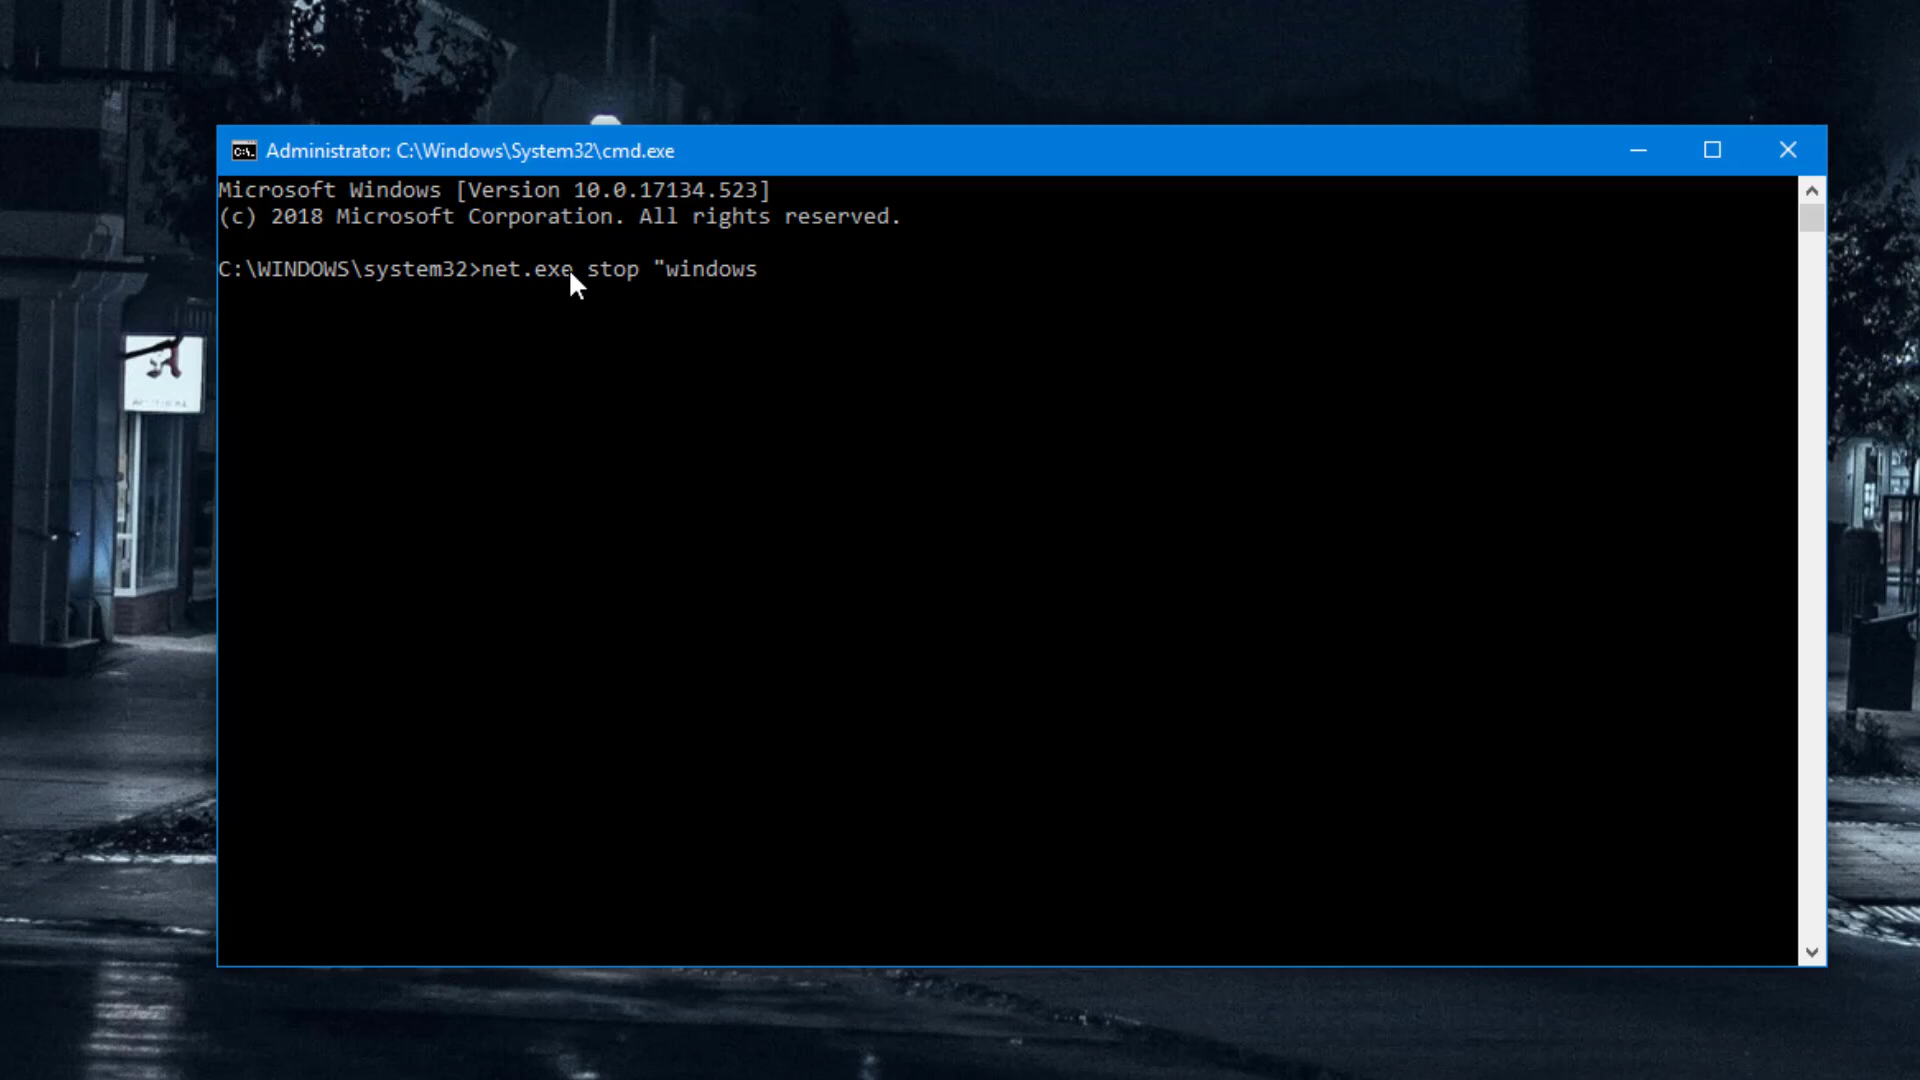 Administrator: C:\Windows\System32\cmd.exe
Microsoft Windows [Version 10.0.17134.523]
(c) 2018 Microsoft Corporation. All rights reserved.
C:\WINDOWS\system32>net.exe stop "windows